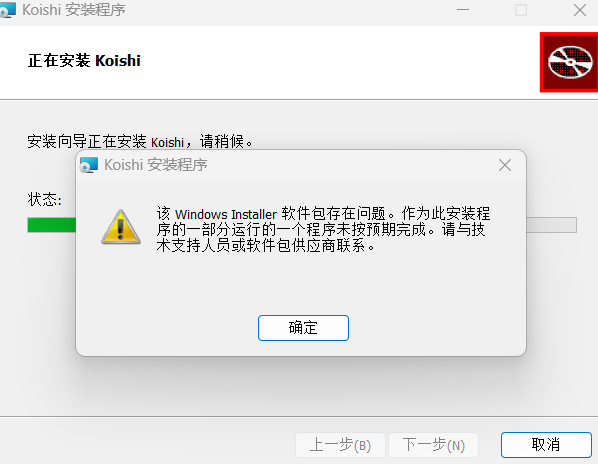 Koishi 安装程序
正在安装 Koishi
安装向导正在安装 Koishi，请稍候。
状态:
Koishi 安装程序
该 Windows Installer 软件包存在问题。作为此安装程
序的一部分运行的一个程序未按预期完成。请与技
术支持人员或软件包供应商联系。
确定
上一步(B)
下一步(N)
取消